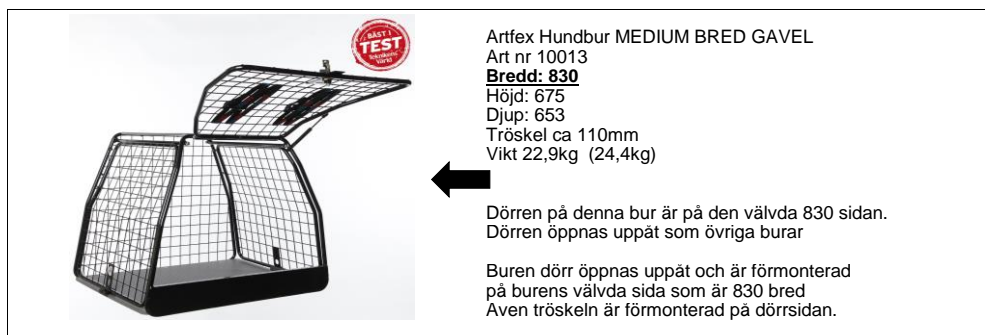 BÄST I
TEST
Teknikens
Värld
Artfex Hundbur MEDIUM BRED GAVEL
Art nr 10013
Bredd: 830
Höjd: 675
Djup: 653
Tröskel ca 110mm
Vikt 22,9kg (24,4kg)
Dörren på denna bur är på den välvda 830 sidan.
Dörren öppnas uppåt som övriga burar
Buren dörr öppnas uppåt och är förmonterad
på burens välvda sida som är 830 bred
Aven tröskeln är förmonterad på dörrsidan.